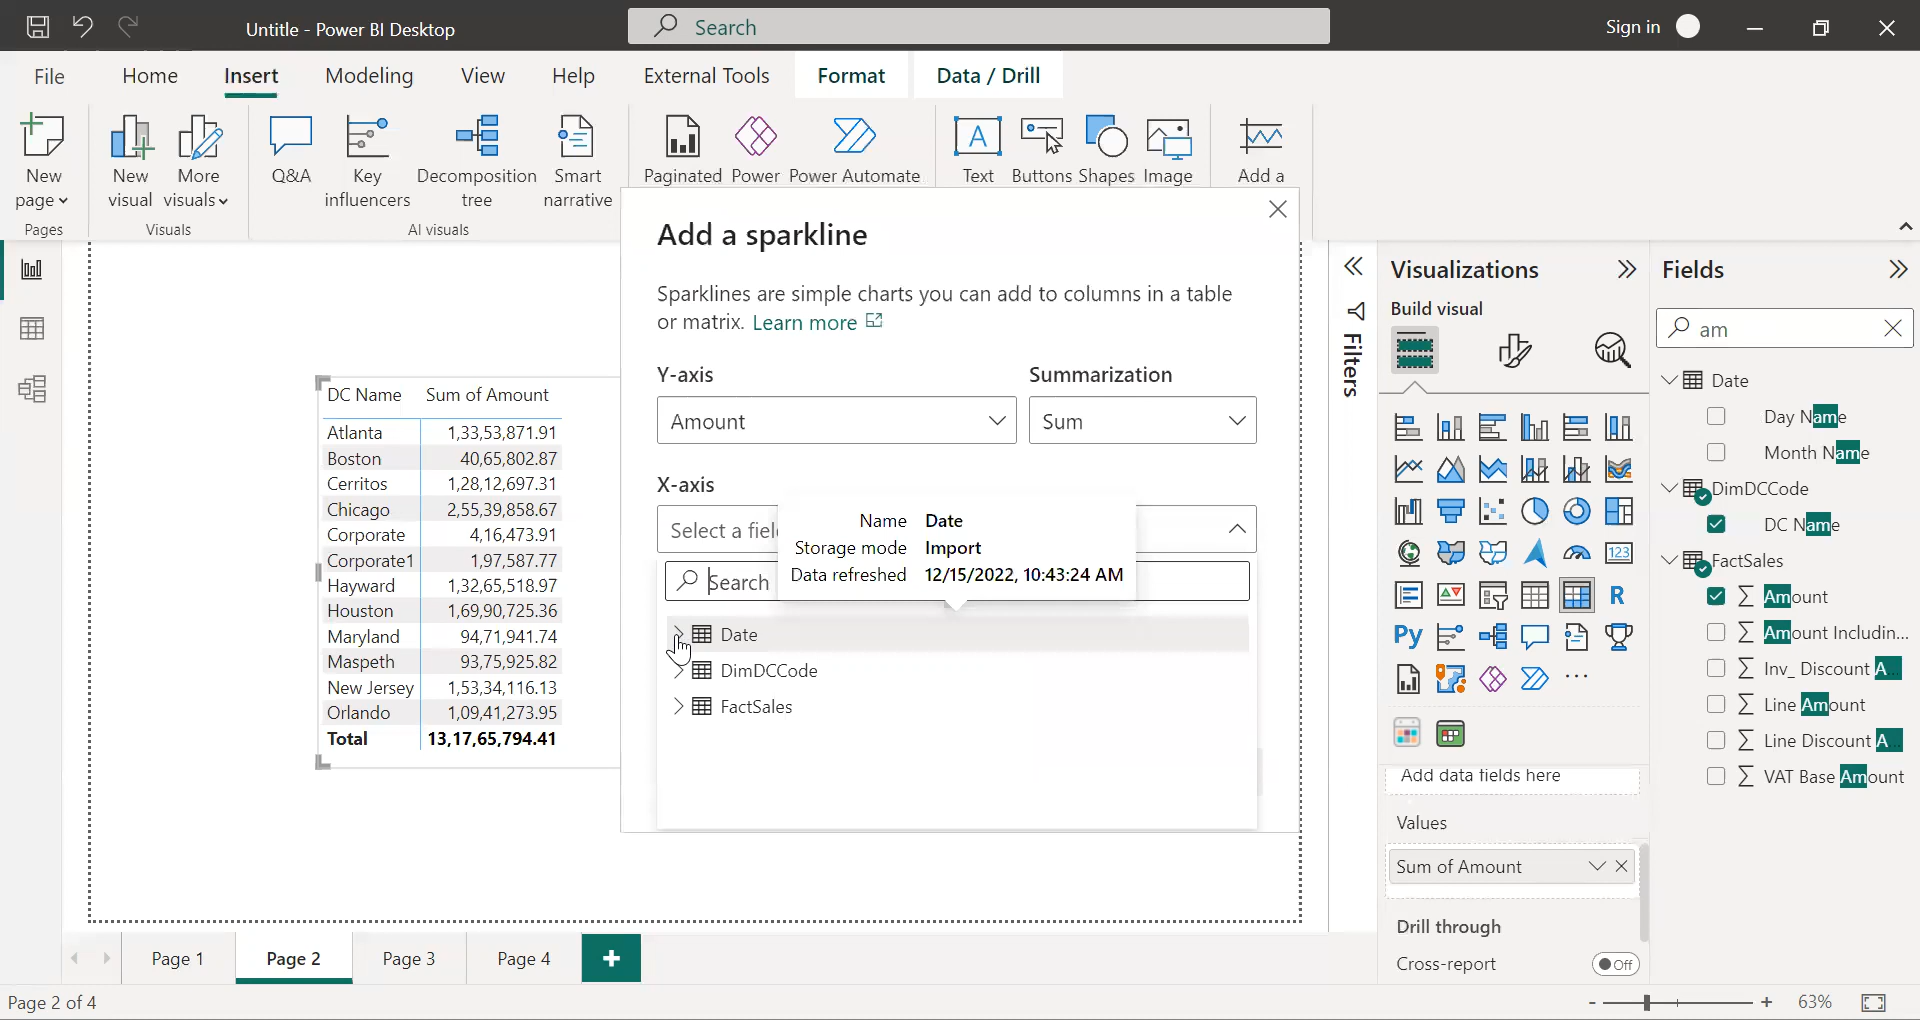 Untitle - Power BI Desktop
Search
Sign in
File
Home
Insert
Modeling
View
Help
External Tools
Format
Data / Drill
New page
New visual
More visuals
Q&A
Key influencers
Decomposition tree
Smart narrative
Paginated
Power
Power Automate
A
Text
Buttons
Shapes
Image
Add a
Pages
Visuals
AI visuals
Add a sparkline
Sparklines are simple charts you can add to columns in a table
or matrix. Learn more
Y-axis
Summarization
Amount
Sum
X-axis
Select a fiel
Name Date
Storage mode Import
Data refreshed 12/15/2022, 10:43:24 AM
Search
Date
DimDCCode
FactSales
DC Name Sum of Amount
Atlanta 1,33,53,871.91
Boston 40,65,802.87
Cerritos 1,28,12,697.31
Chicago 2,55,39,858.67
Corporate 4,16,473.91
Corporate1 1,97,587.77
Hayward 1,32,65,518.97
Houston 1,69,90,725.36
Maryland 94,71,941.74
Maspeth 93,75,925.82
New Jersey 1,53,34,116.13
Orlando 1,09,41,273.95
Total 13,17,65,794.41
Filters
Visualizations
Build visual
123
R
Py
Add data fields here
Values
Sum of Amount
Drill through
Cross-report
Off
Fields
am
Date
Day Name
Month Name
DimDCCode
DC Name
FactSales
Amount
Amount Includin...
Inv_ Discount A...
Line Amount
Line Discount A...
VAT Base Amount
Page 1
Page 2
Page 3
Page 4
+
Page 2 of 4
- + 63%